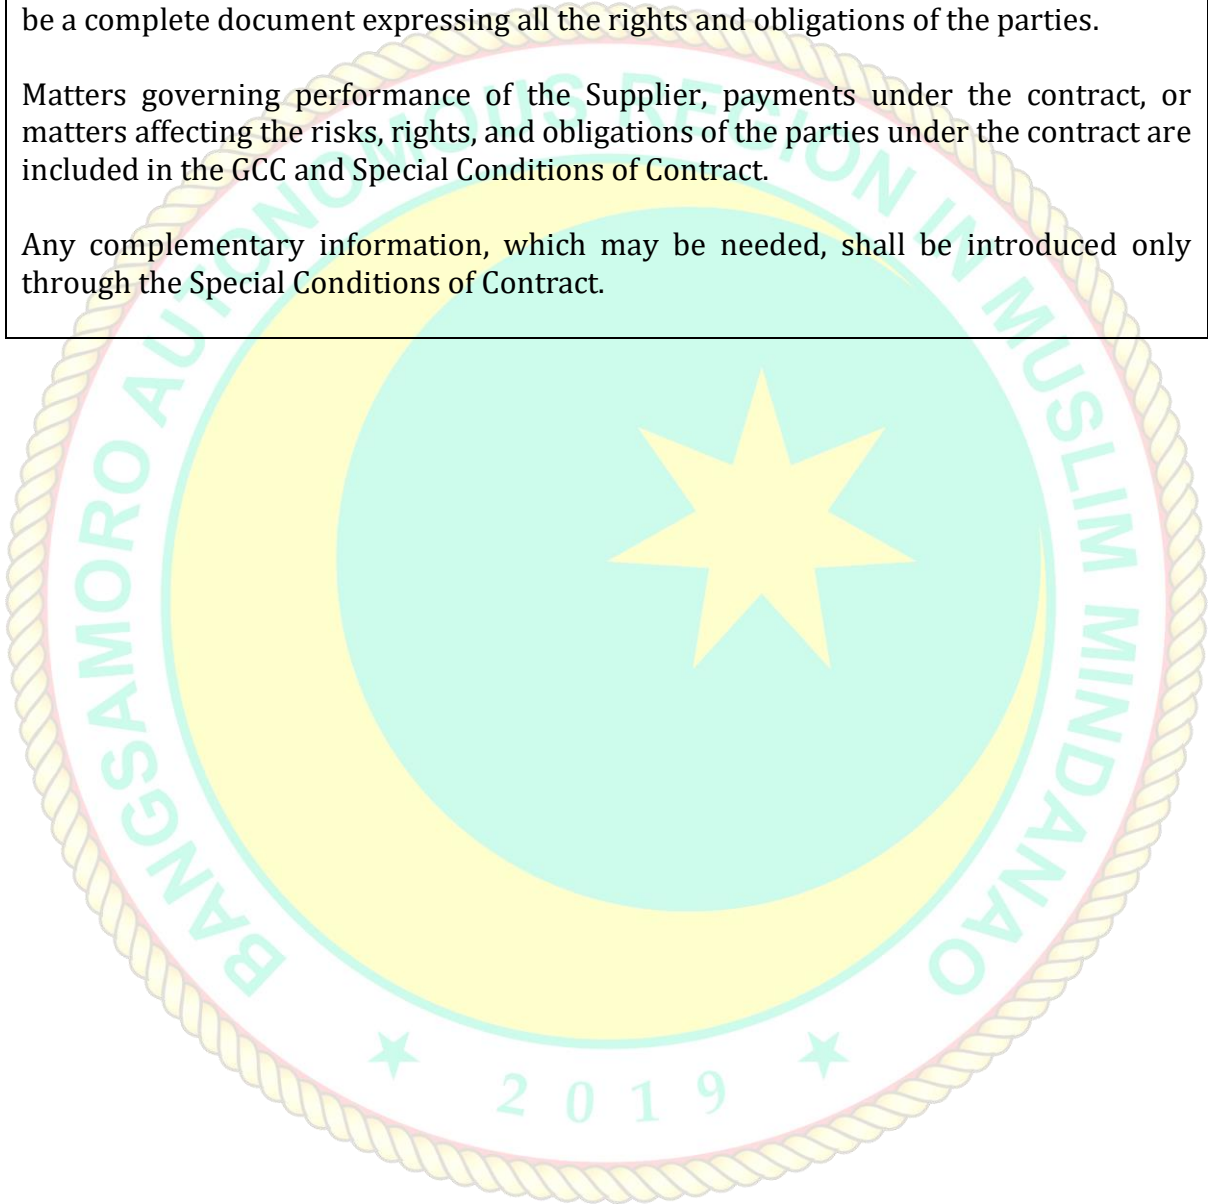 be a complete document expressing all the rights and obligations of the parties.
Matters governing performance of the Supplier, payments under the contract, or
matters affecting the risks, rights, and obligations of the parties under the contract are
included in the GCC and Special Conditions of Contract.
Any complementary information, which may be needed, shall be introduced only
through the Special Conditions of Contract.
BANGSAMORO AUTONOMOUS REGION IN MUSLIM MINDANAO
2019